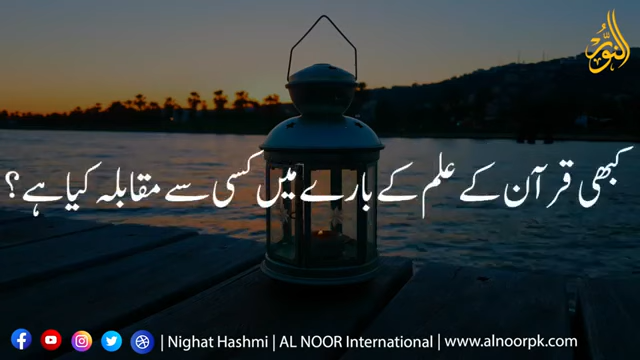 النور
کبھی قرآن کے علم کے بارے میں کسی سے مقابلہ کیا ہے؟
| Nighat Hashmi | AL NOOR International | www.alnoorpk.com